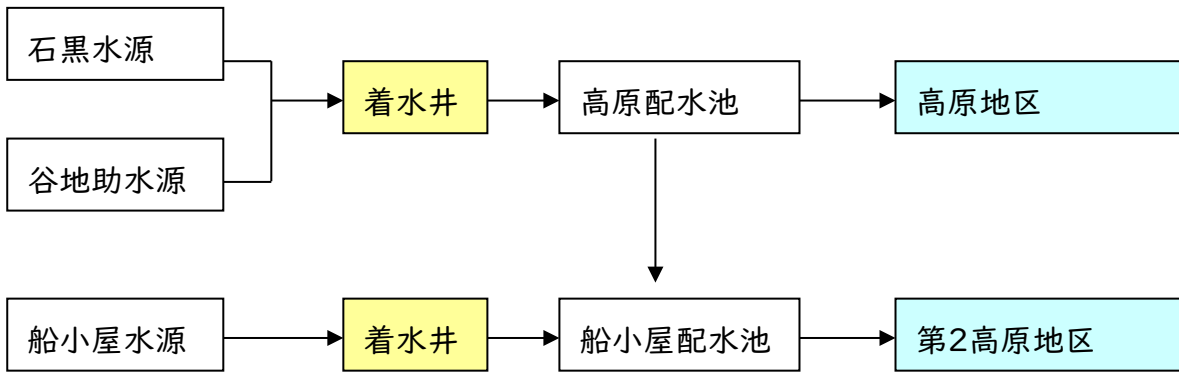 石黒水源
着水井
高原配水池
高原地区
谷地助水源
船小屋水源
着水井
船小屋配水池
第2高原地区